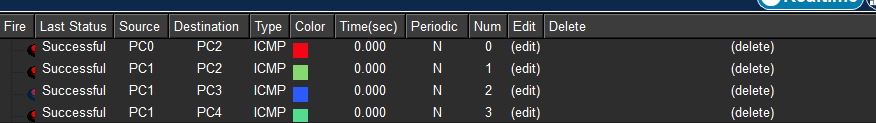 Realtime
Fire Last Status Source Destination Type Color Time(sec) Periodic Num Edit Delete
Successful PC0 PC2 ICMP 0.000 N 0 (edit) (delete)
Successful PC1 PC2 ICMP 0.000 N 1 (edit) (delete)
Successful PC1 PC3 ICMP 0.000 N 2 (edit) (delete)
Successful PC1 PC4 ICMP 0.000 N 3 (edit) (delete)